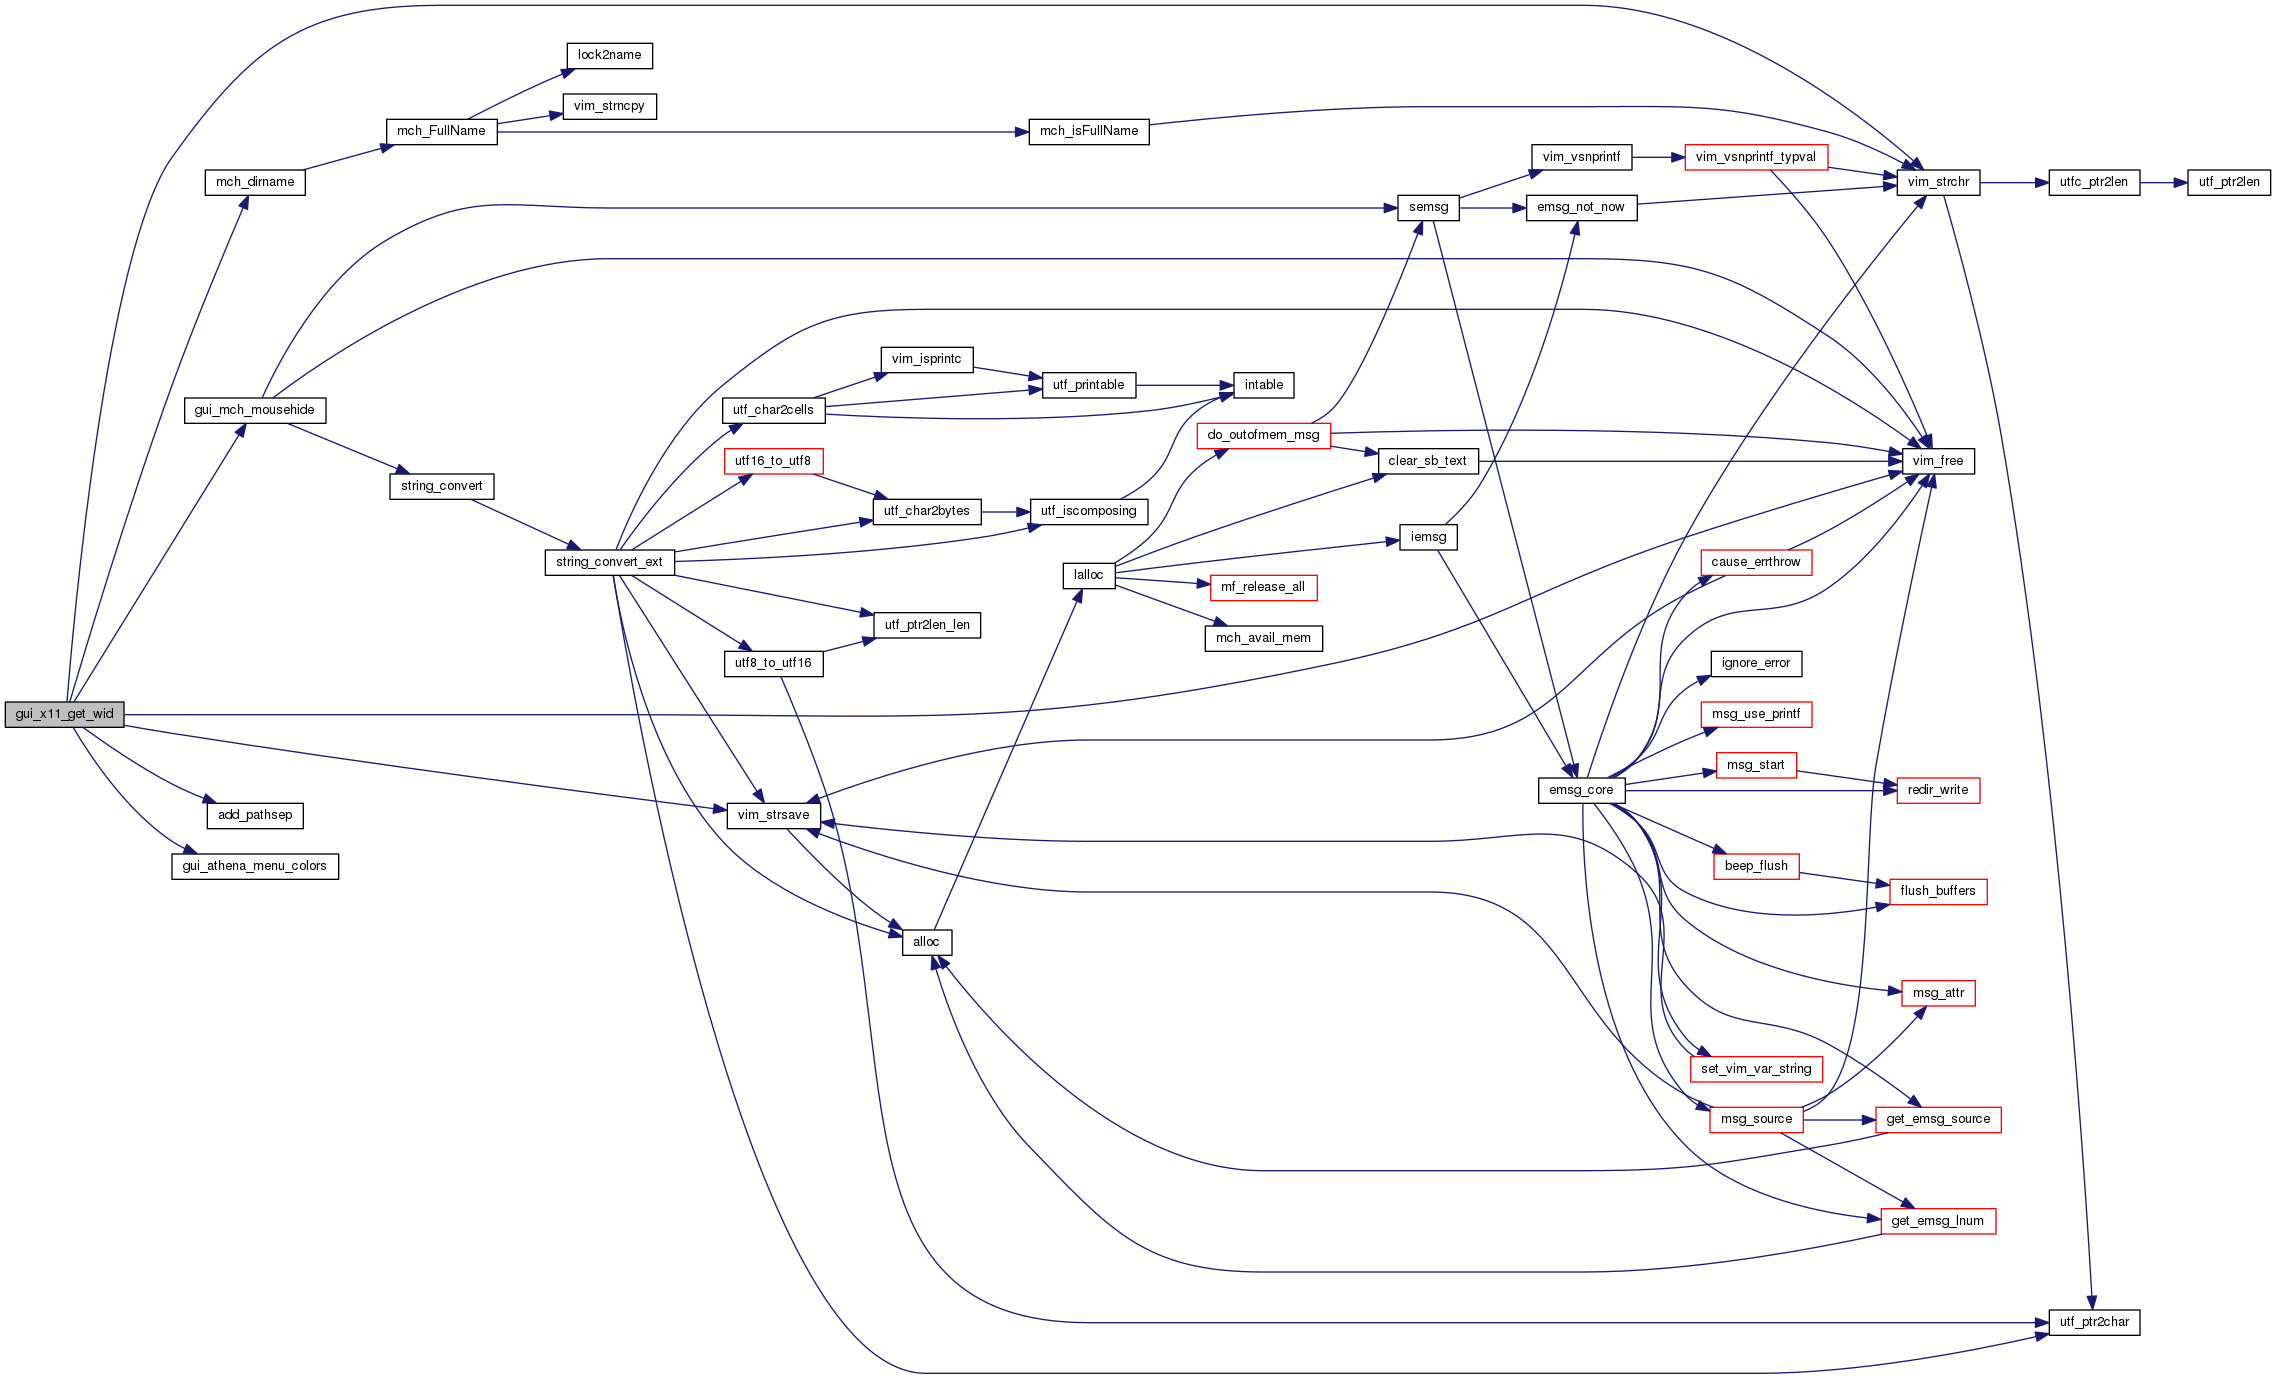 lock2name
vim_strncpy
mch_FullName
mch_isFullName
vim_vsnprintf
vim_vsnprintf_typval
mch_dirname
vim_strchr
utfc_ptr2len
utf_ptr2len
semsg
emsg_not_now
vim_isprintc
utf_printable
intable
gui_mch_mousehide
utf_char2cells
do_outofmem_msg
utf16_to_utf8
clear_sb_text
vim_free
string_convert
utf_char2bytes
utf_iscomposing
iemsg
string_convert_ext
lalloc
cause_errthrow
mf_release_all
utf_ptr2len_len
mch_avail_mem
utf8_to_utf16
ignore_error
gui_x11_get_wid
msg_use_printf
msg_start
emsg_core
redir_write
add_pathsep
vim_strsave
gui_athena_menu_colors
beep_flush
flush_buffers
alloc
msg_attr
set_vim_var_string
msg_source
get_emsg_source
get_emsg_lnum
utf_ptr2char